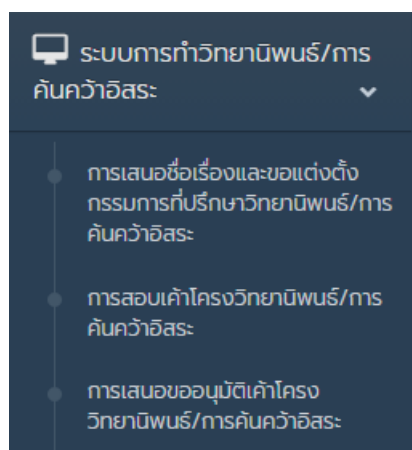 ระบบการทำวิทยานิพนธ์/การ
ค้นคว้าอิสระ
การเสนอชื่อเรื่องและขอแต่งตั้ง
กรรมการที่ปรึกษาวิทยานิพนธ์/การ
ค้นคว้าอิสระ
การสอบเค้าโครงวิทยานิพนธ์/การ
ค้นคว้าอิสระ
การเสนอขออนุมัติเค้าโครง
วิทยานิพนธ์/การค้นคว้าอิสระ